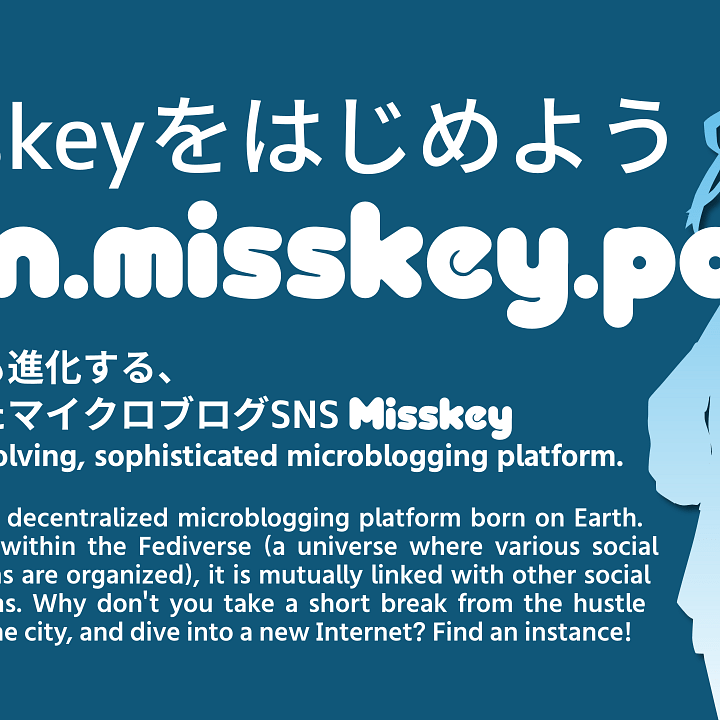 keyをはじめよう
n.misskey.po
進化する、
マイクロブログSNS Misskey
olving, sophisticated microblogging platform.
decentralized microblogging platform born on Earth.
within the Fediverse (a universe where various social
s are organized), it is mutually linked with other social
s. Why don't you take a short break from the hustle
e city, and dive into a new Internet? Find an instance!